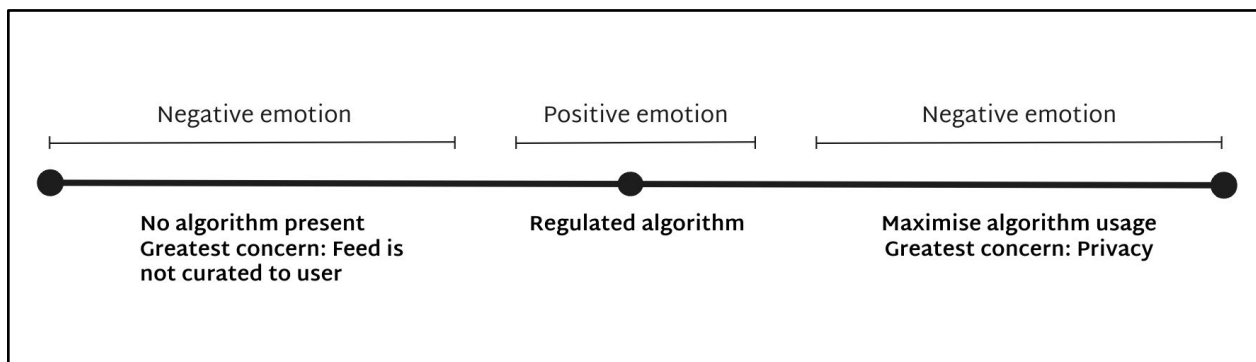 Negative emotion
Positive emotion
Negative emotion
No algorithm present
Greatest concern: Feed is
not curated to user
Regulated algorithm
Maximise algorithm usage
Greatest concern: Privacy